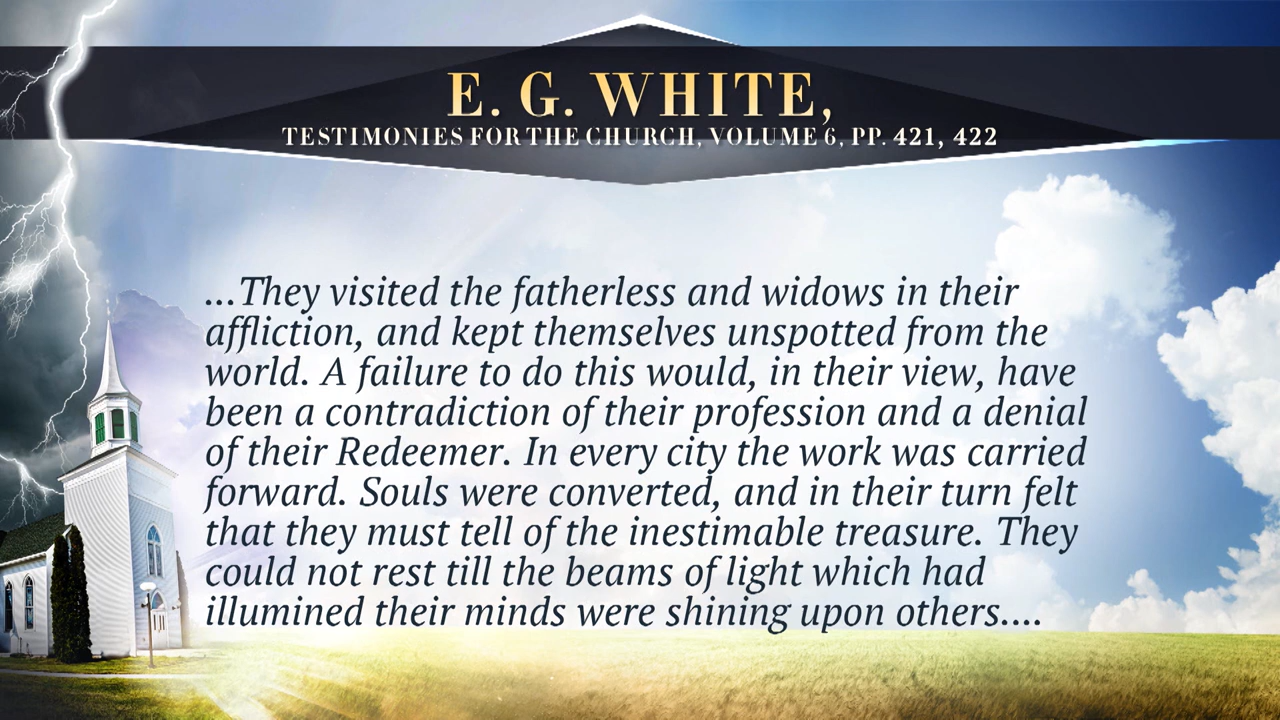 E. G. WHITE,
TESTIMONIES FOR THE CHURCH, VOLUME 6, PP. 421, 422
...They visited the fatherless and widows in their
affliction, and kept themselves unspotted from the
world. A failure to do this would, in their view, have
been a contradiction of their profession and a denial
of their Redeemer. In every city the work was carried
forward. Souls were converted, and in their turn felt
that they must tell of the inestimable treasure. They
could not rest till the beams of light which had
illumined their minds were shining upon others....